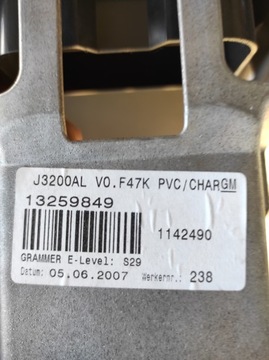 J3200AL V0.F47K PVC/CHARGM
13259849
1142490
GRAMMER E-Level: S29
Datum: 05.06.2007 Werkernr.: 238